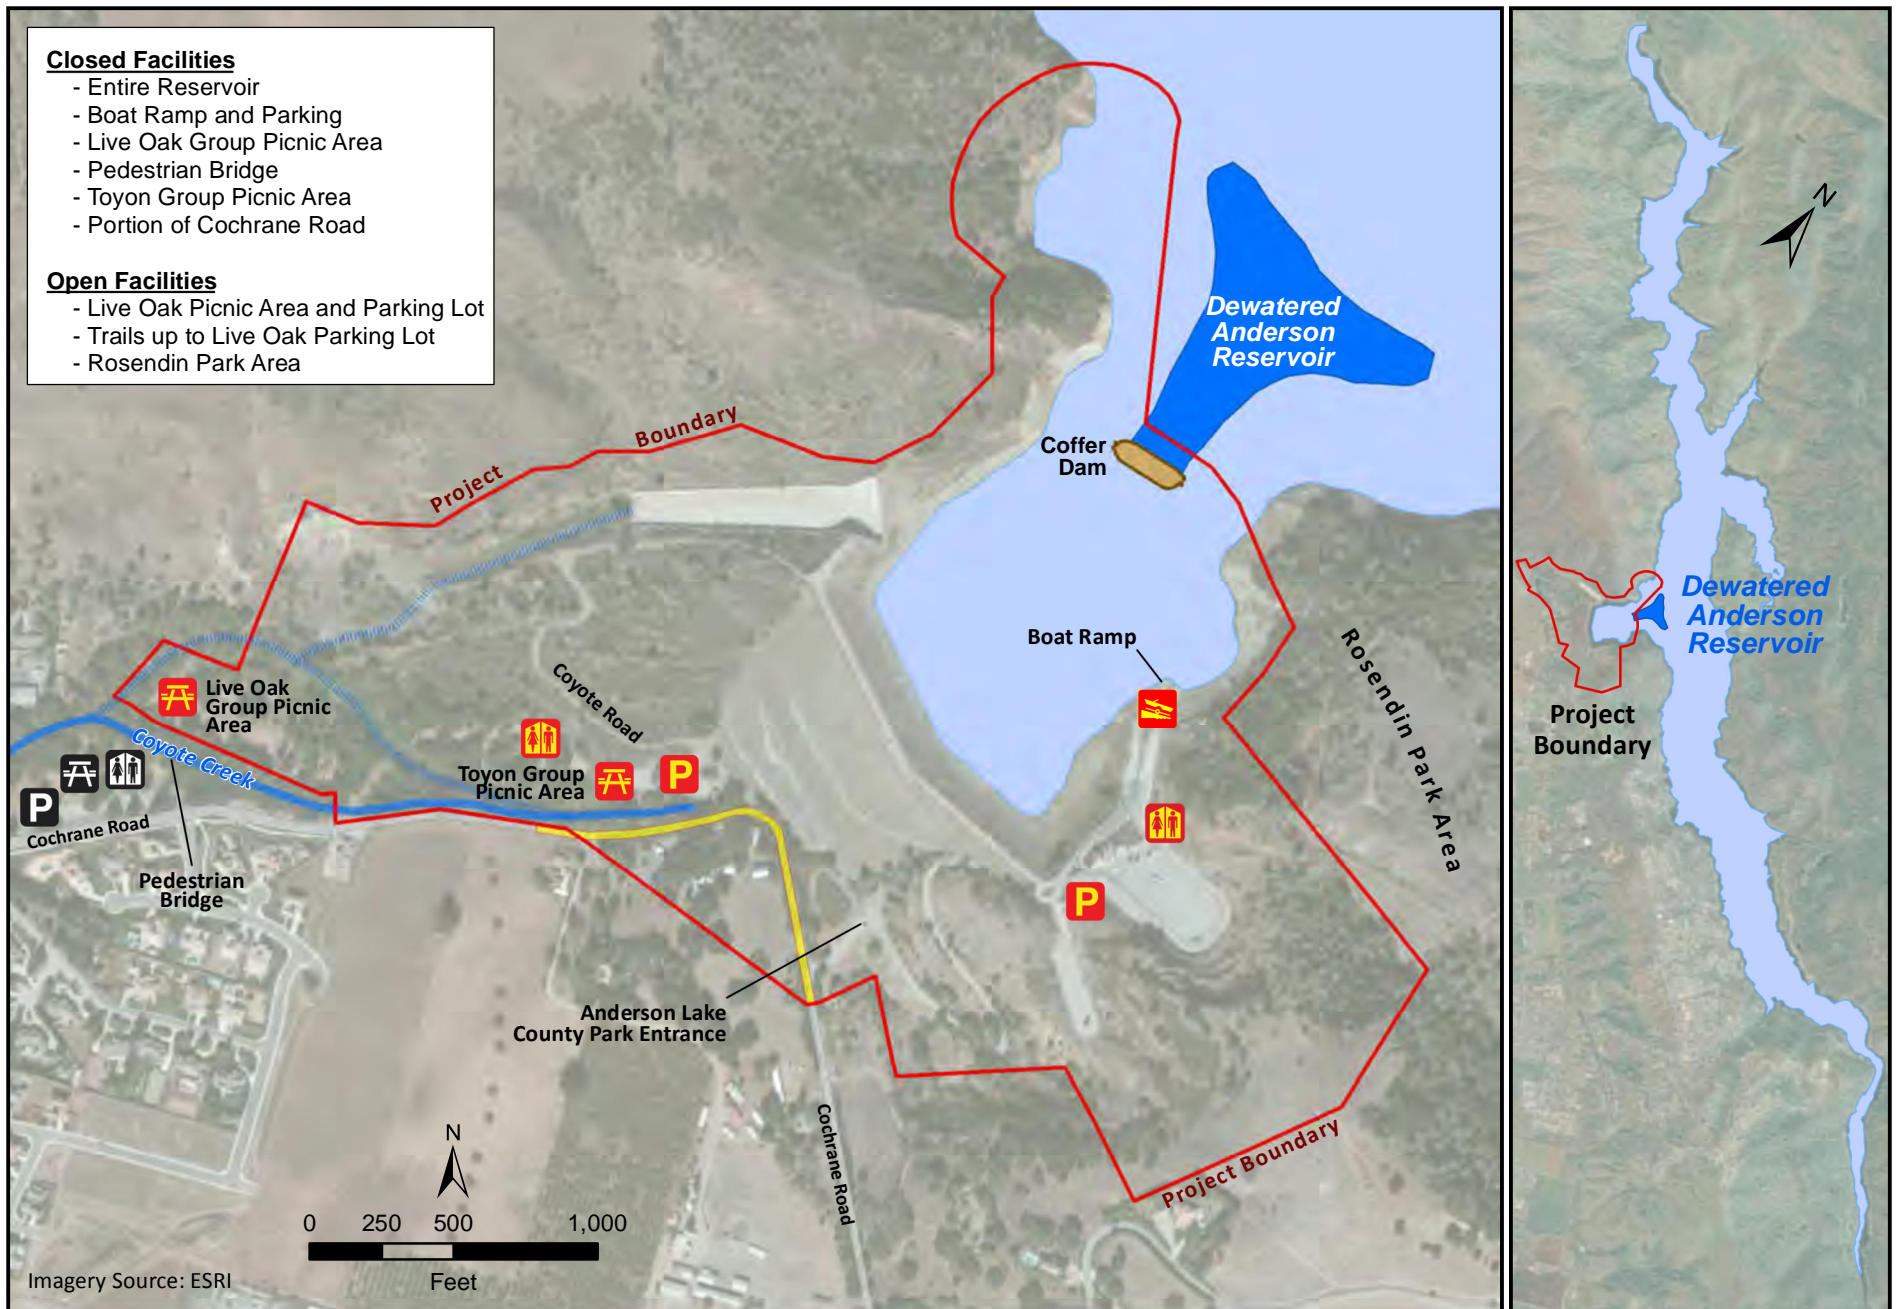 Closed Facilities
- Entire Reservoir
- Boat Ramp and Parking
- Live Oak Group Picnic Area
- Pedestrian Bridge
- Toyon Group Picnic Area
- Portion of Cochrane Road
Open Facilities
- Live Oak Picnic Area and Parking Lot
- Trails up to Live Oak Parking Lot
- Rosendin Park Area
Project Boundary
Dewatered
Anderson
Reservoir
Coffer
Dam
Boat Ramp
Rosendin Park Area
Live Oak
Group Picnic
Area
Coyote Creek
Coyote Road
Toyon Group
Picnic Area
P
P
Cochrane Road
Pedestrian
Bridge
P
Anderson Lake
County Park Entrance
Cochrane Road
Project Boundary
N
0 250 500 1,000
Feet
Imagery Source: ESRI
N
Dewatered
Anderson
Reservoir
Project
Boundary